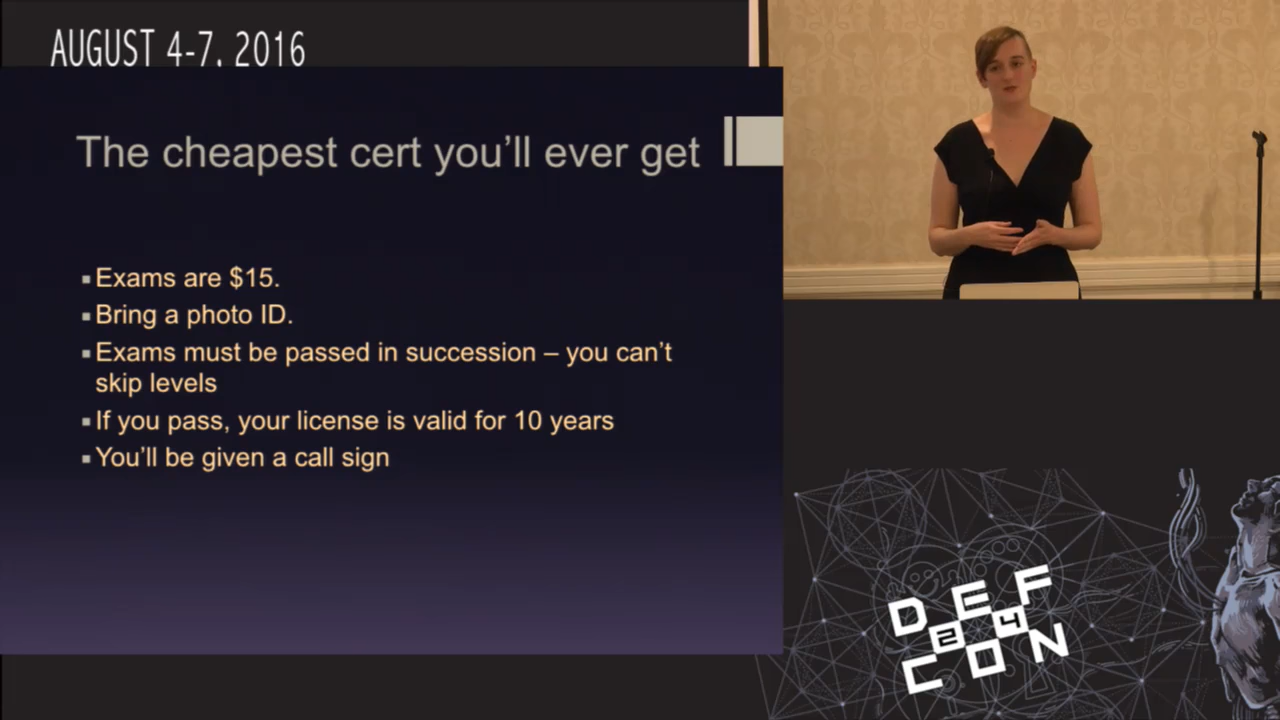 AUGUST 4-7, 2016
The cheapest cert you'll ever get
Exams are $15.
Bring a photo ID.
Exams must be passed in succession – you can't
skip levels
If you pass, your license is valid for 10 years
You'll be given a call sign
DEF
24
CON